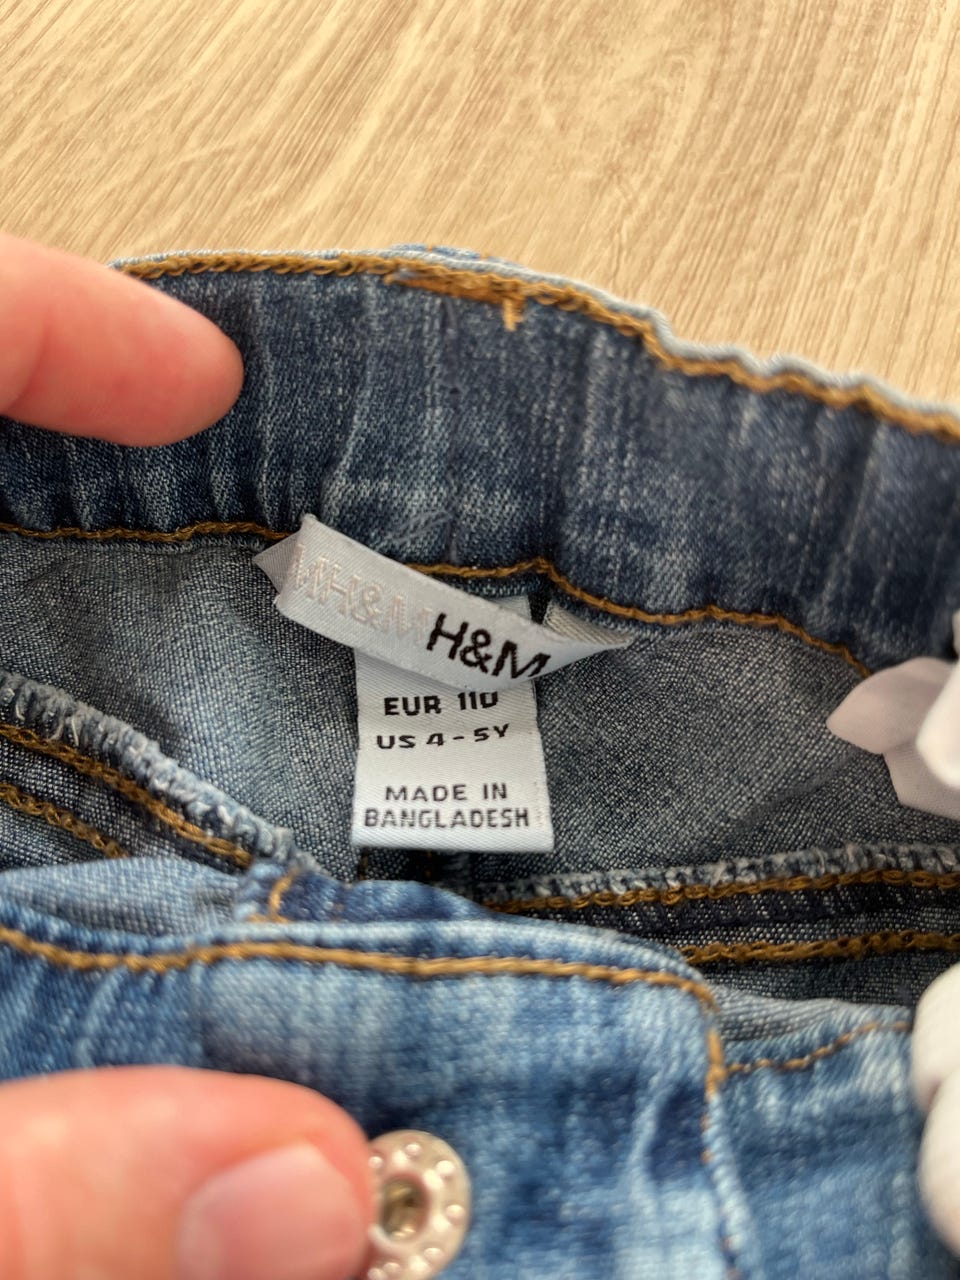 H&M H&M
EUR 110
US 4-5Y
MADE IN
BANGLADESH